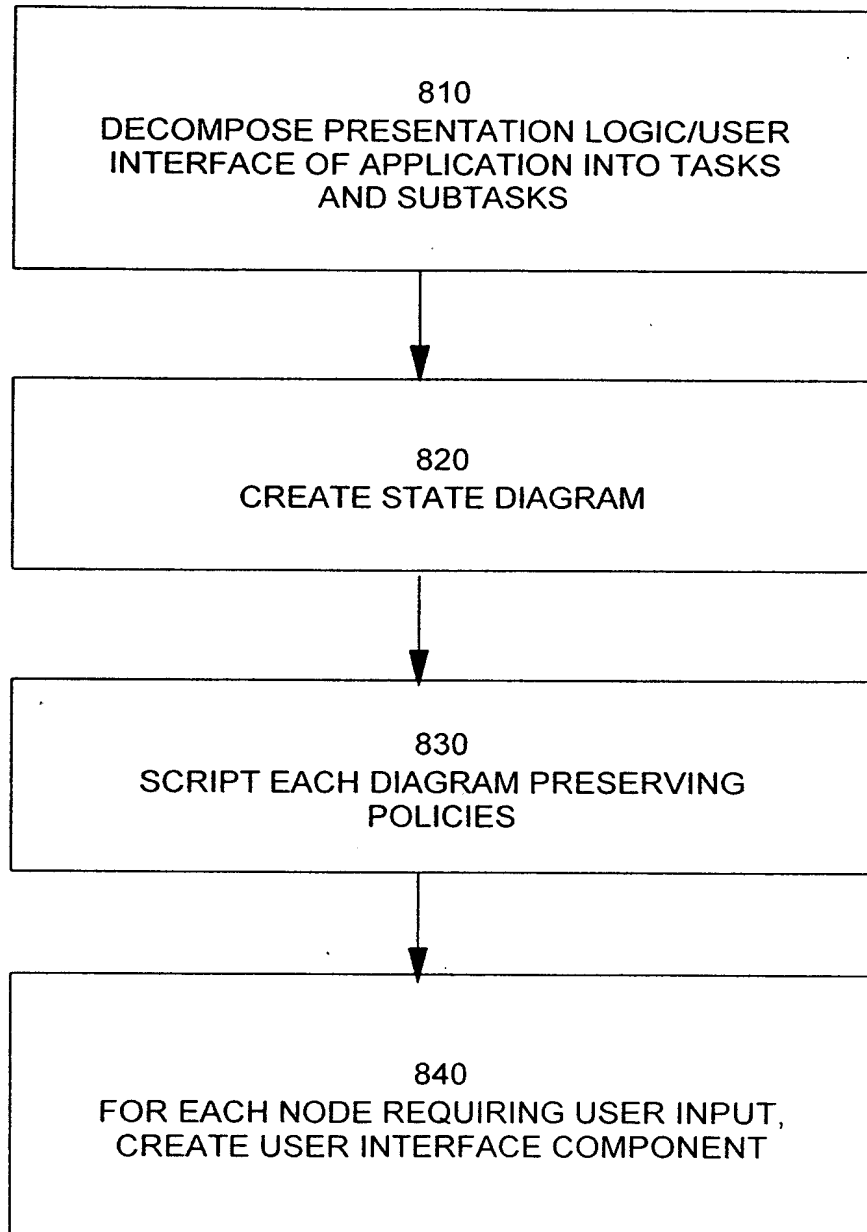 810
DECOMPOSE PRESENTATION LOGIC/USER
INTERFACE OF APPLICATION INTO TASKS
AND SUBTASKS
820
CREATE STATE DIAGRAM
830
SCRIPT EACH DIAGRAM PRESERVING
POLICIES
840
FOR EACH NODE REQUIRING USER INPUT,
CREATE USER INTERFACE COMPONENT